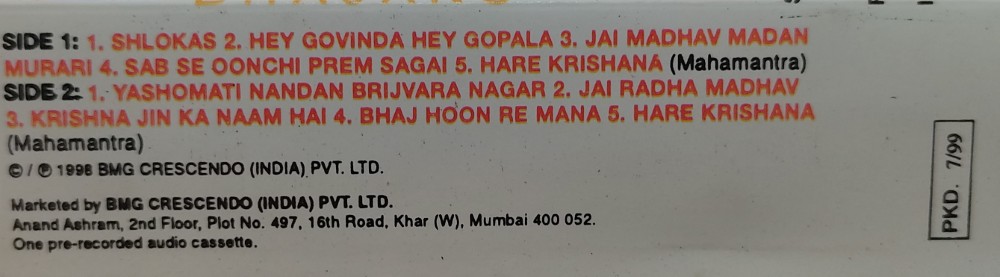 SIDE 1: 1. SHLOKAS 2. HEY GOVINDA HEY GOPALA 3. JAI MADHAV MADAN
MURARI 4. SAB SE OONCHI PREM SAGAI 5. HARE KRISHANA (Mahamantra)
SIDE 2: 1. YASHOMATI NANDAN BRIJVARA NAGAR 2. JAI RADHA MADHAV
3. KRISHNA JIN KA NAAM HAI 4. BHAJ HOON RE MANA 5. HARE KRISHANA
(Mahamantra)
©/℗ 1998 BMG CRESCENDO (INDIA) PVT. LTD.
Marketed by BMG CRESCENDO (INDIA) PVT. LTD.
Anand Ashram, 2nd Floor, Plot No. 497, 16th Road, Khar (W), Mumbai 400 052.
One pre-recorded audio cassette.
PKD. 7/99